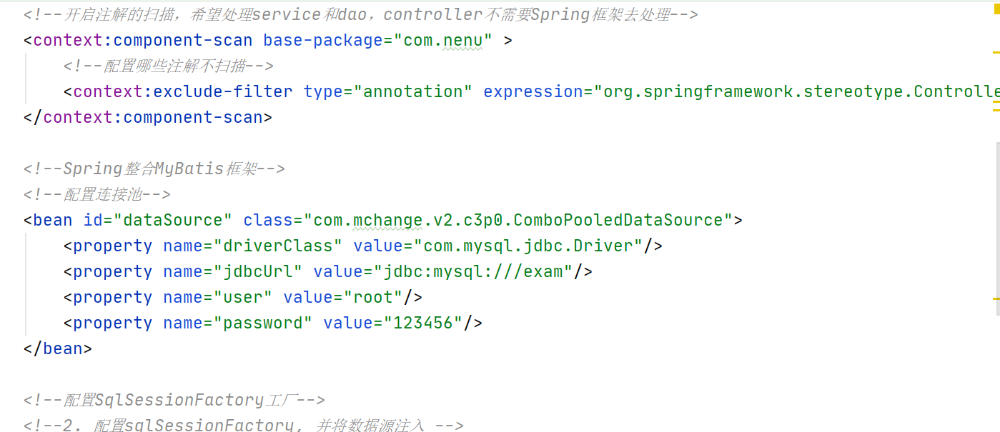 <!--开启注解的扫描，希望处理service和dao，controller不需要Spring框架去处理-->
<context:component-scan base-package="com.nenu" >
<!--配置哪些注解不扫描-->
<context:exclude-filter type="annotation" expression="org.springframework.stereotype.Controlle
</context:component-scan>
<!--Spring整合MyBatis框架-->
<!--配置连接池-->
<bean id="dataSource" class="com.mchange.v2.c3p0.ComboPooledDataSource">
<property name="driverClass" value="com.mysql.jdbc.Driver"/>
<property name="jdbcUrl" value="jdbc:mysql:///exam"/>
<property name="user" value="root"/>
<property name="password" value="123456"/>
</bean>
<!--配置SqlSessionFactory工厂-->
<!--2. 配置sqlSessionFactory, 并将数据源注入 -->